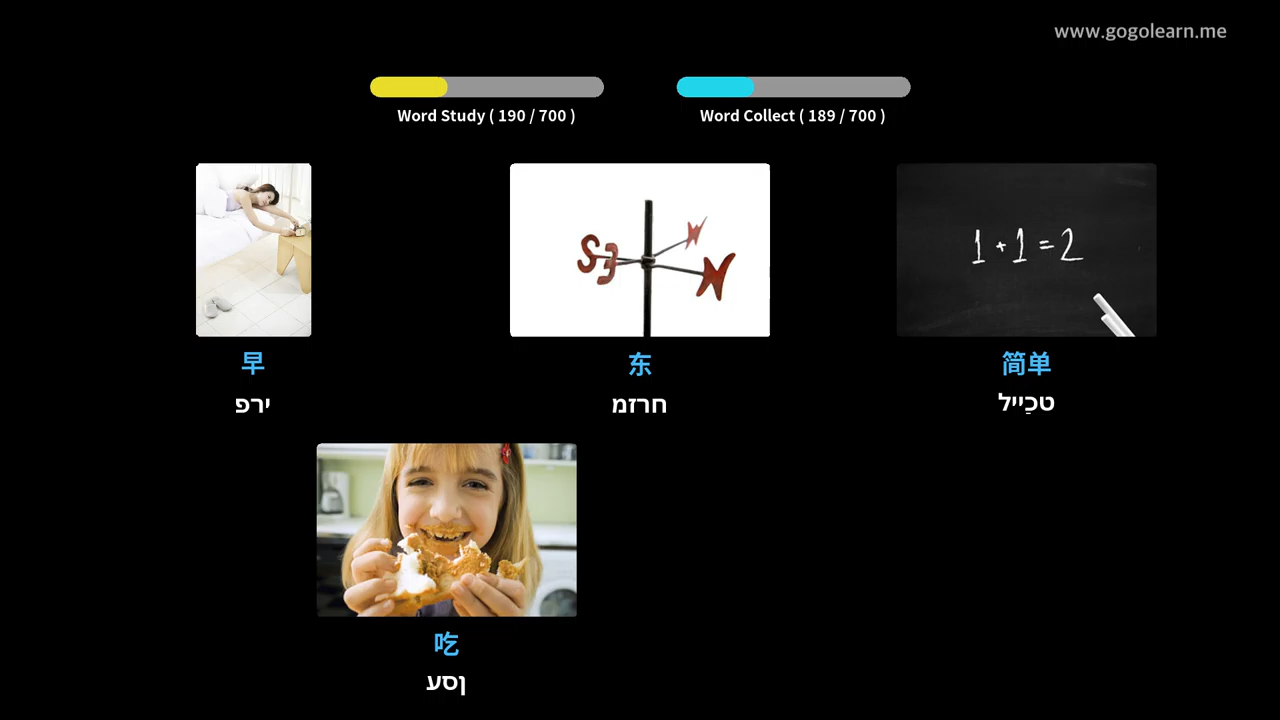 www.gogolearn.me
Word Study ( 190 / 700 )
Word Collect ( 189 / 700 )
1 + 1 = 2
早
东
简单
ירפ
חרזמ
טכַייל
吃
ןסע